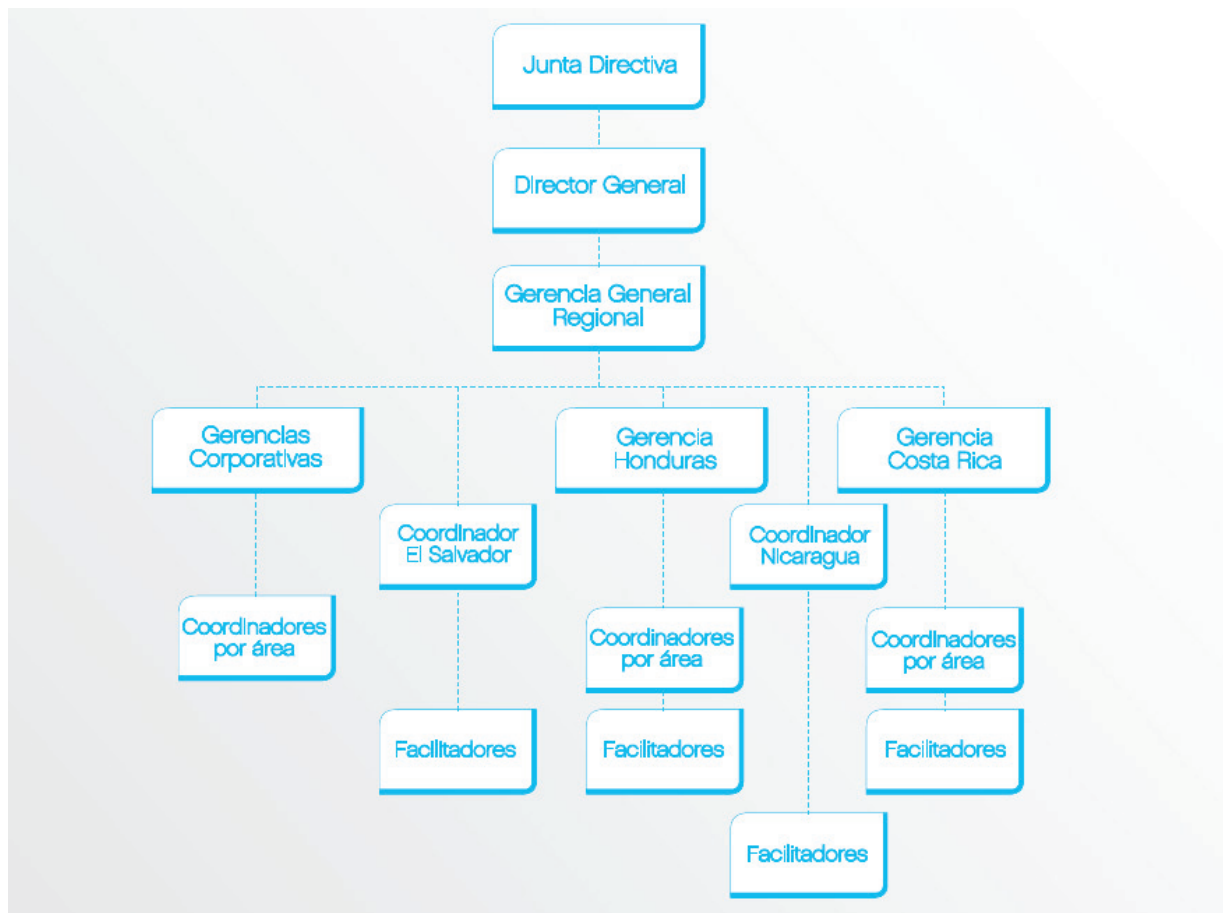 Junta Directiva
Director General
Gerencia General
Regional
Gerencias
Corporativas
Gerencia
Honduras
Gerencia
Costa Rica
Coordinador
El Salvador
Coordinador
Nicaragua
Coordinadores
por área
Coordinadores
por área
Coordinadores
por área
Facilitadores
Facilitadores
Facilitadores
Facilitadores